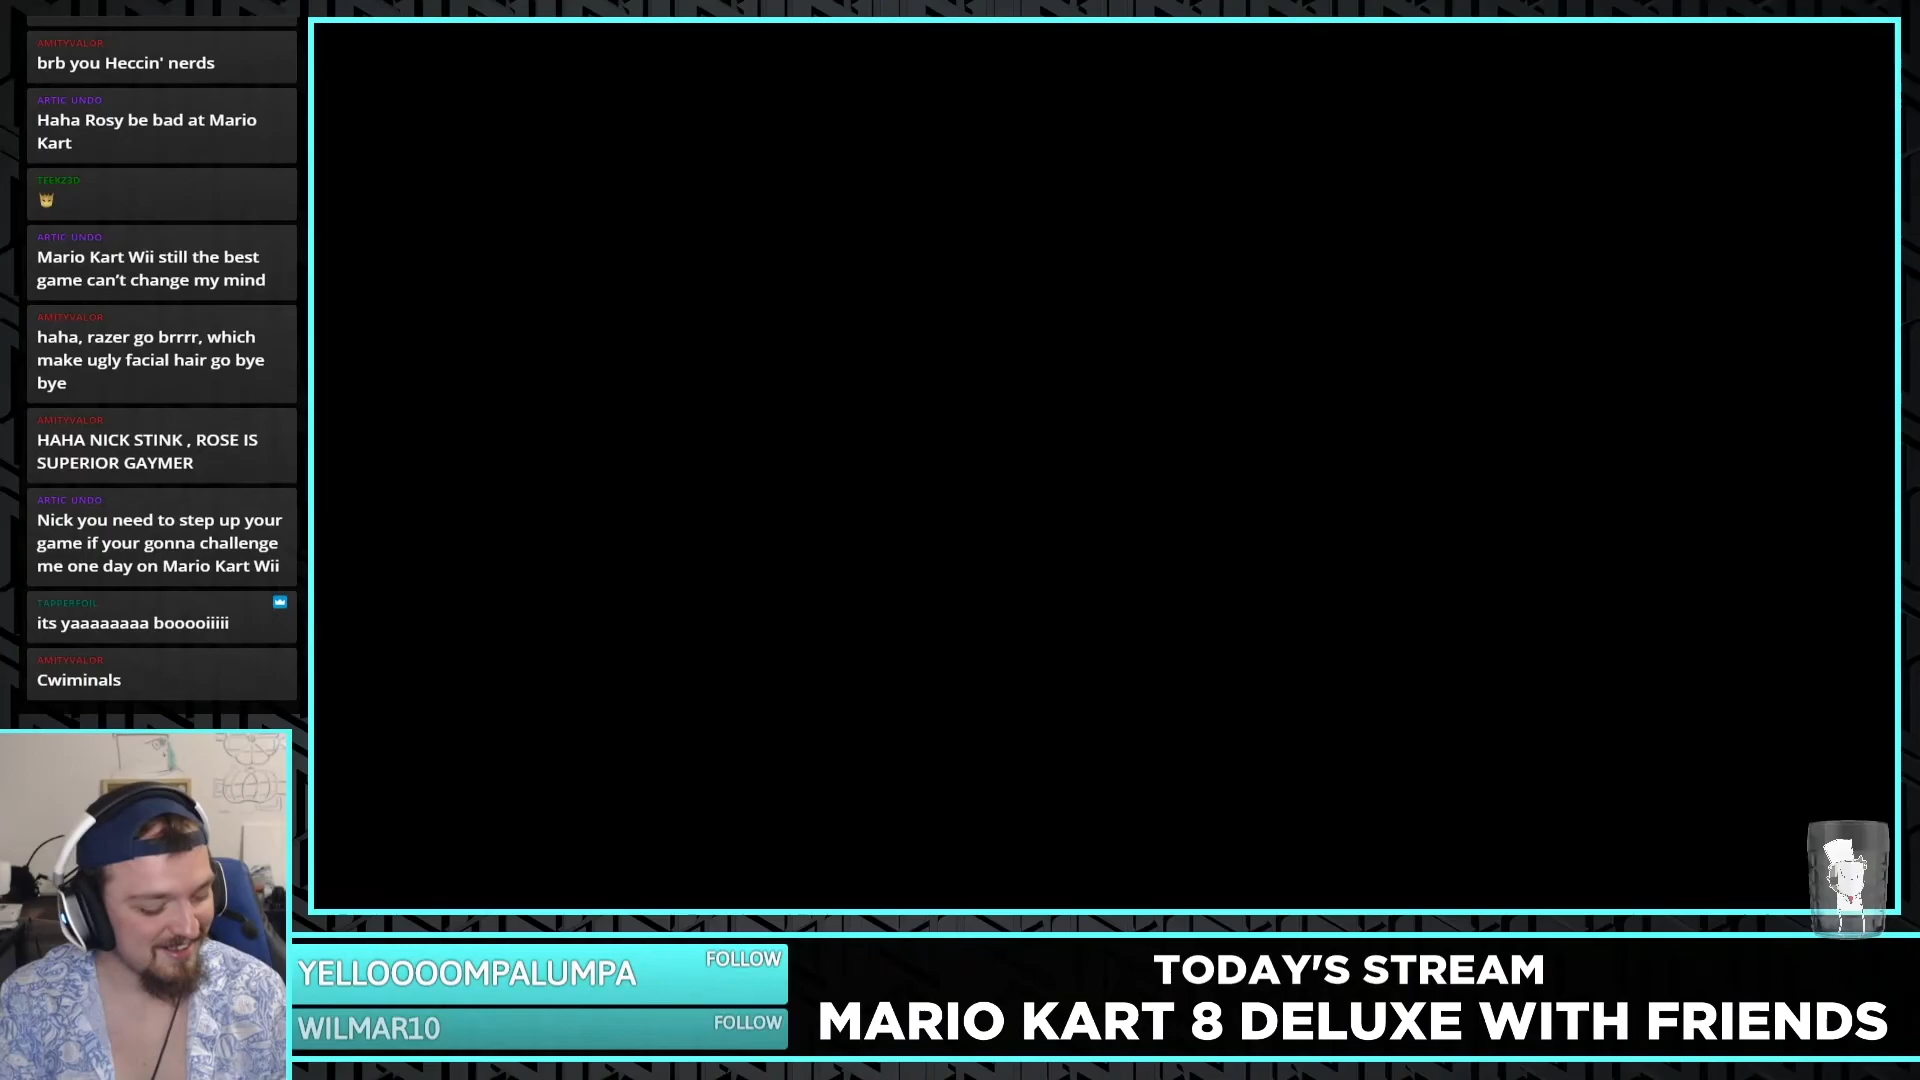 AMITYVALOR
brb you Heccin' nerds
ARTIC UNDO
Haha Rosy be bad at Mario
Kart
TEEKZ3D
ARTIC UNDO
Mario Kart Wii still the best
game can’t change my mind
AMITYVALOR
haha, razer go brrrr, which
make ugly facial hair go bye
bye
AMITYVALOR
HAHA NICK STINK , ROSE IS
SUPERIOR GAYMER
ARTIC UNDO
Nick you need to step up your
game if your gonna challenge
me one day on Mario Kart Wii
TAPPERFOIL
its yaaaaaaaa booooiiiii
AMITYVALOR
Cwiminals
YELLOOOOMPALUMPA FOLLOW
WILMAR10 FOLLOW
TODAY'S STREAM
MARIO KART 8 DELUXE WITH FRIENDS